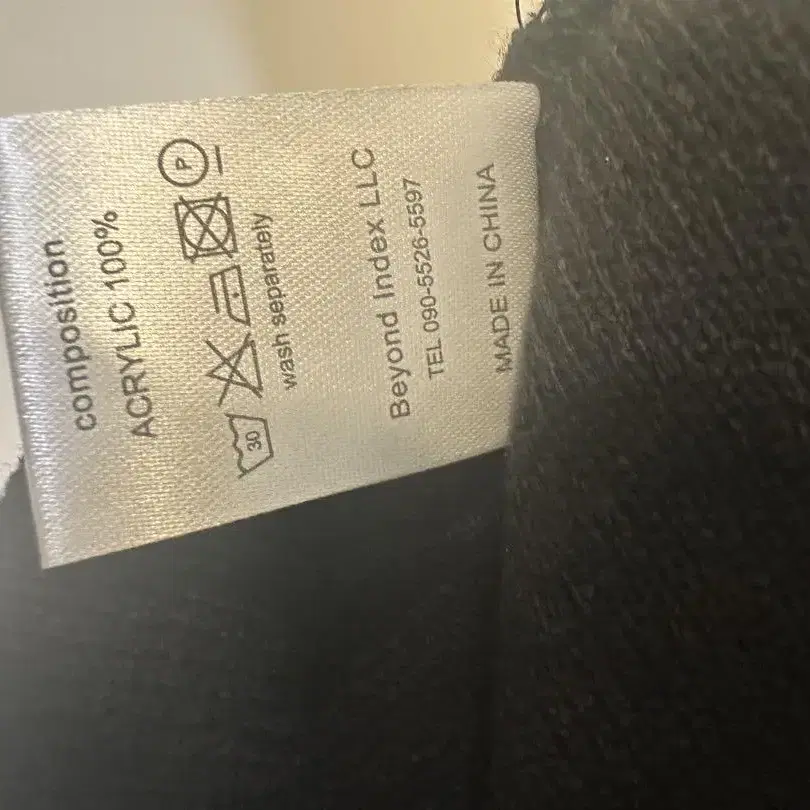 composition
ACRYLIC 100%
30 P
wash separately
Beyond Index LLC
TEL 090-5526-5597
MADE IN CHINA